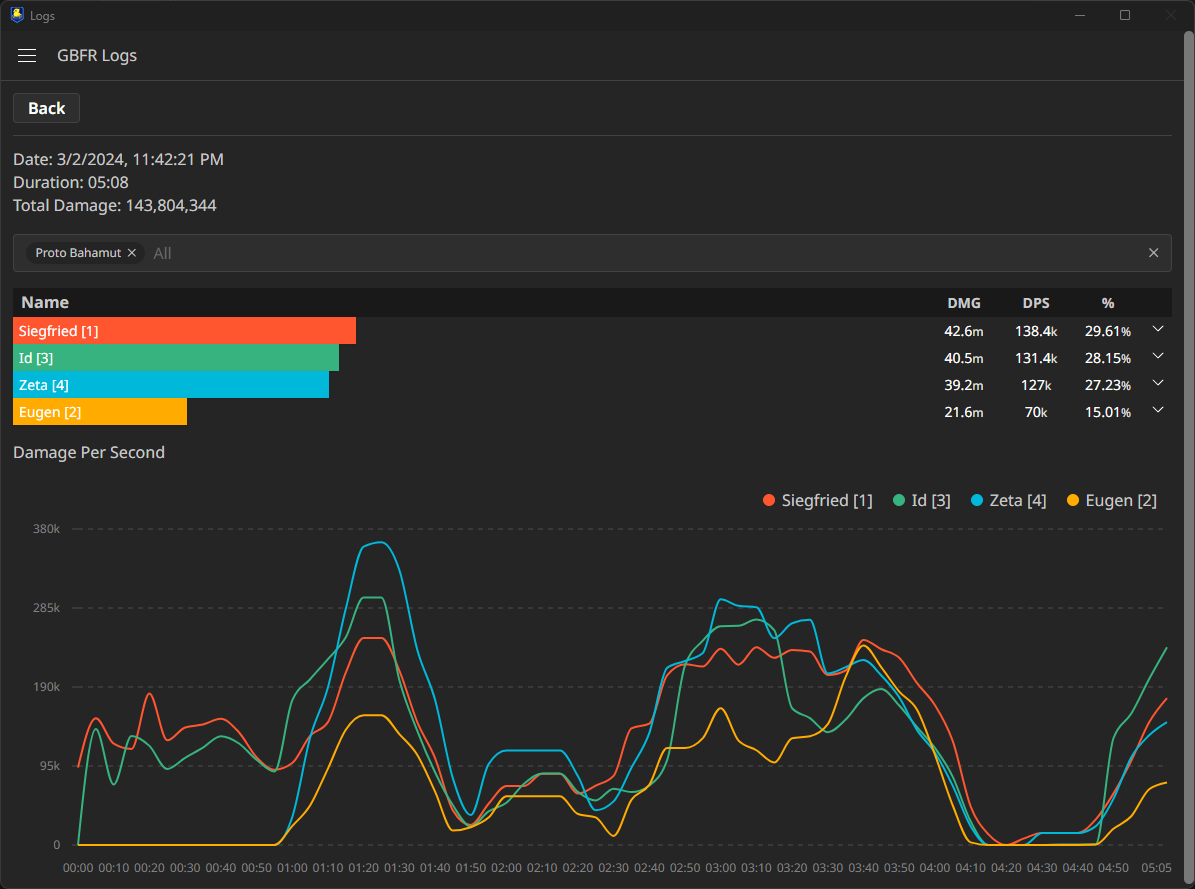 Logs
GBFR Logs
Back
Date: 3/2/2024, 11:42:21 PM
Duration: 05:08
Total Damage: 143,804,344
Proto Bahamut All
Name DMG DPS %
Siegfried [1] 42.6m 138.4k 29.61%
Id [3] 40.5m 131.4k 28.15%
Zeta [4] 39.2m 127k 27.23%
Eugen [2] 21.6m 70k 15.01%
Damage Per Second
Siegfried [1] Id [3] Zeta [4] Eugen [2]
380k
285k
190k
95k
0
00:00 00:10 00:20 00:30 00:40 00:50 01:00 01:10 01:20 01:30 01:40 01:50 02:00 02:10 02:20 02:30 02:40 02:50 03:00 03:10 03:20 03:30 03:40 03:50 04:00 04:10 04:20 04:30 04:40 04:50 05:05